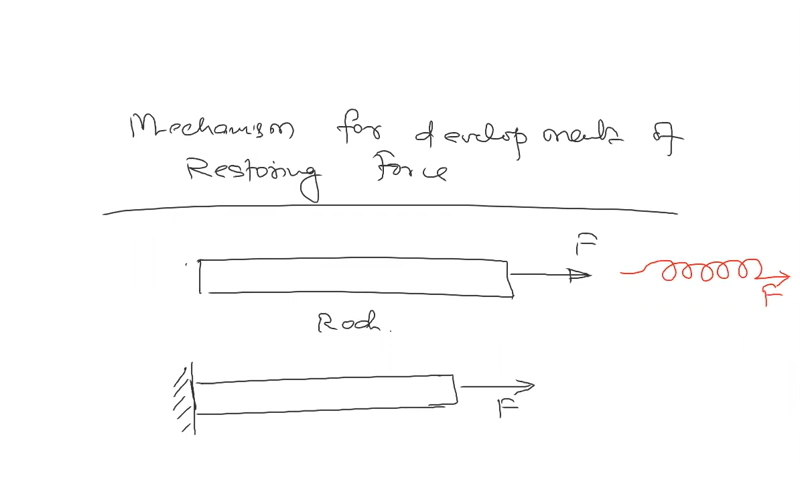 Mechanism for development of
Restoring Force
F
F
Rod.
F